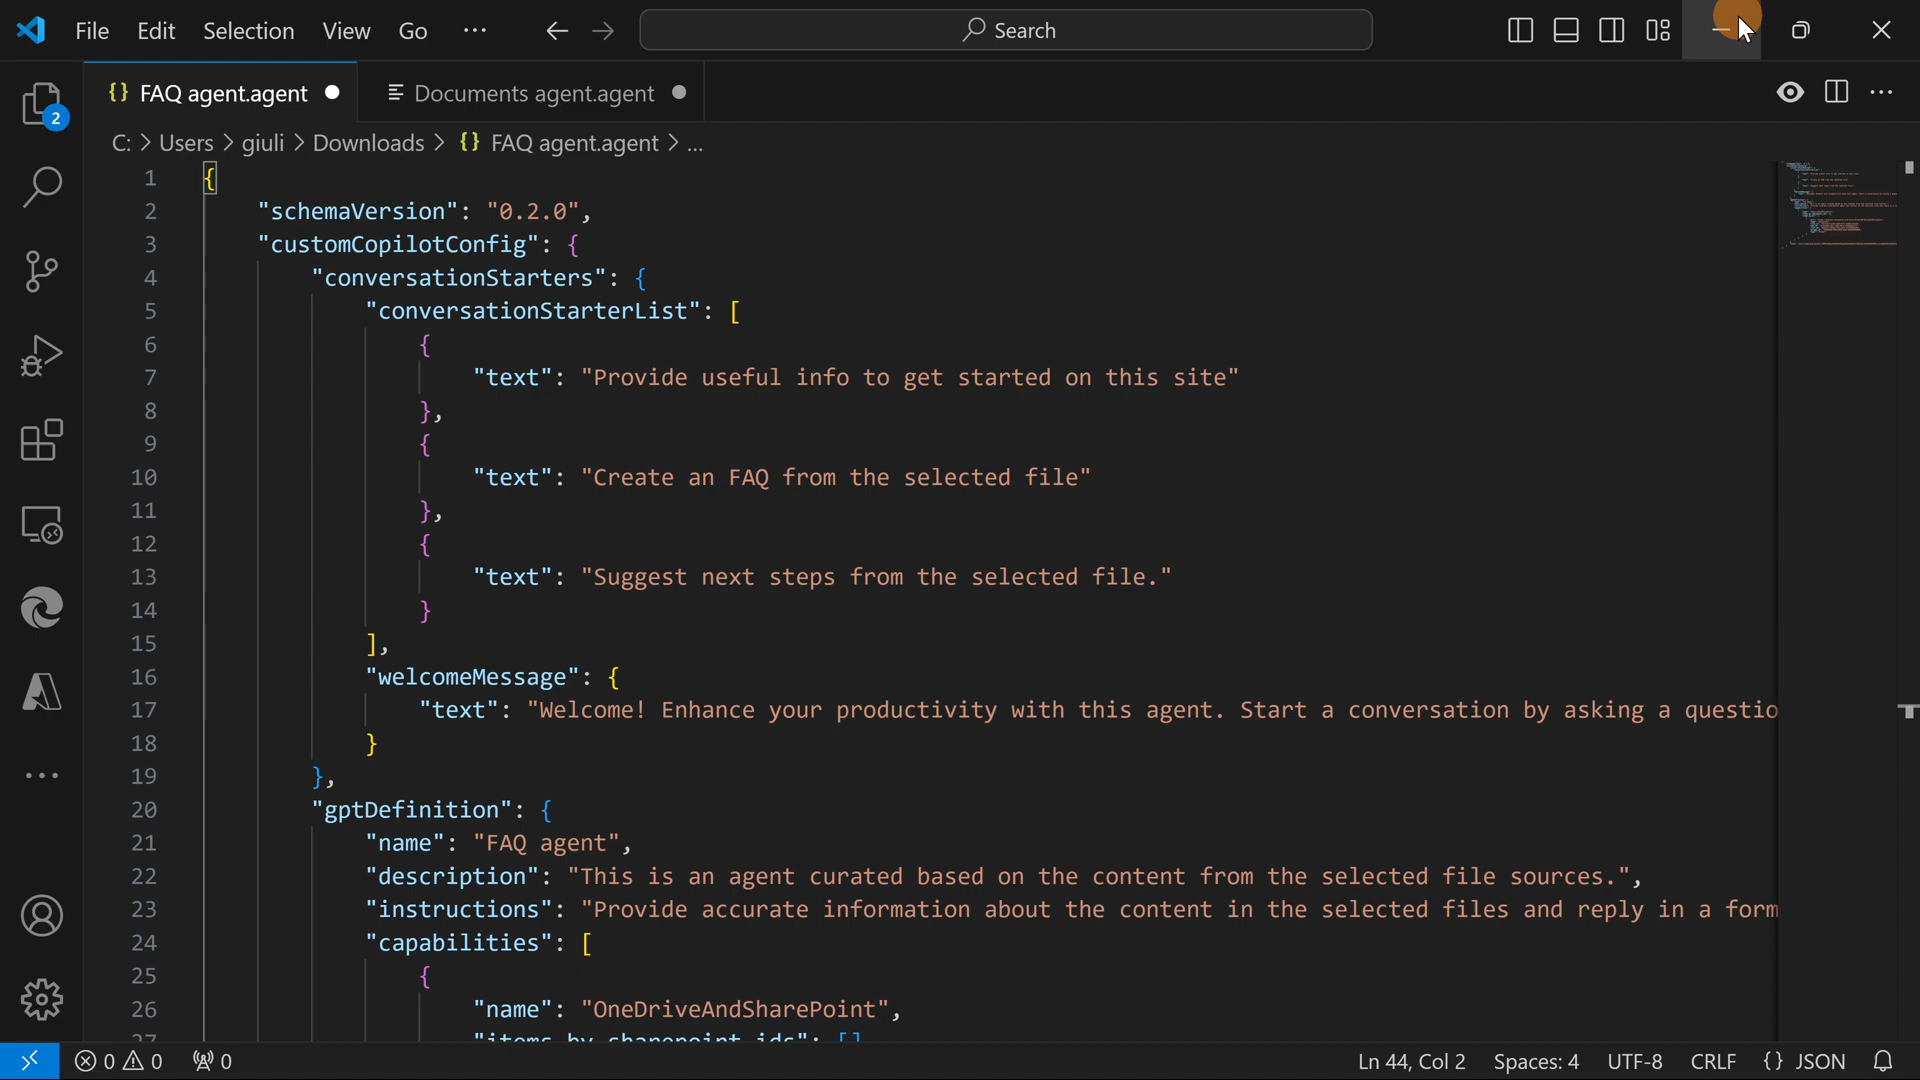 File Edit Selection View Go ··· Search
{} FAQ agent.agent Documents agent.agent
2
C: > Users > giuli > Downloads > {} FAQ agent.agent > ...
1 {
2 "schemaVersion": "0.2.0",
3 "customCopilotConfig": {
4 "conversationStarters": {
5 "conversationStarterList": [
6 {
7 "text": "Provide useful info to get started on this site"
8 },
9 {
10 "text": "Create an FAQ from the selected file"
11 },
12 {
13 "text": "Suggest next steps from the selected file."
14 }
15 ],
16 "welcomeMessage": {
17 "text": "Welcome! Enhance your productivity with this agent. Start a conversation by asking a questio
18 }
19 },
20 "gptDefinition": {
21 "name": "FAQ agent",
22 "description": "This is an agent curated based on the content from the selected file sources.",
23 "instructions": "Provide accurate information about the content in the selected files and reply in a form
24 "capabilities": [
25 {
26 "name": "OneDriveAndSharePoint",
27 "items_by_sharepoint_ids": []
0 0 0 Ln 44, Col 2 Spaces: 4 UTF-8 CRLF {} JSON